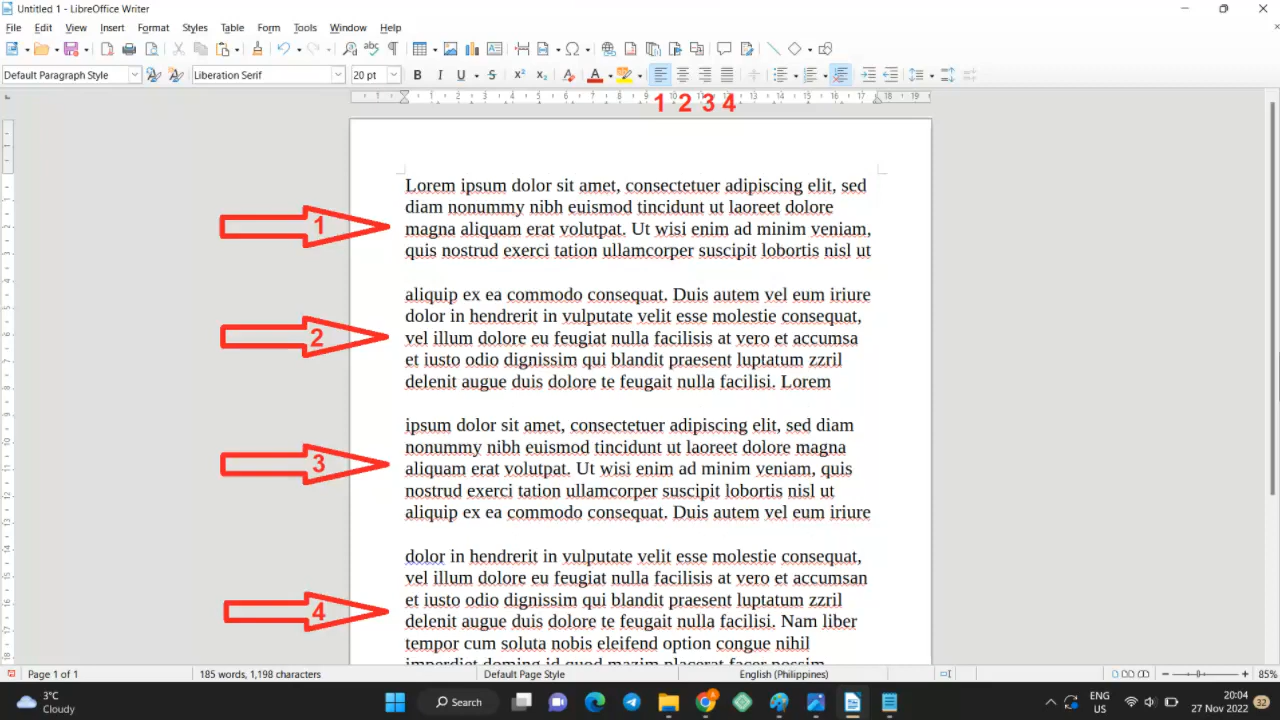 Untitled 1 - LibreOffice Writer
File Edit View Insert Format Styles Table Form Tools Window Help
Default Paragraph Style Liberation Serif 20 pt B I U S
1 2 3 4
Lorem ipsum dolor sit amet, consectetuer adipiscing elit, sed
diam nonummy nibh euismod tincidunt ut laoreet dolore
1
magna aliquam erat volutpat. Ut wisi enim ad minim veniam,
quis nostrud exerci tation ullamcorper suscipit lobortis nisl ut
aliquip ex ea commodo consequat. Duis autem vel eum iriure
dolor in hendrerit in vulputate velit esse molestie consequat,
2
vel illum dolore eu feugiat nulla facilisis at vero et accumsa
et iusto odio dignissim qui blandit praesent luptatum zzril
delenit augue duis dolore te feugait nulla facilisi. Lorem
ipsum dolor sit amet, consectetuer adipiscing elit, sed diam
nonummy nibh euismod tincidunt ut laoreet dolore magna
3
aliquam erat volutpat. Ut wisi enim ad minim veniam, quis
nostrud exerci tation ullamcorper suscipit lobortis nisl ut
aliquip ex ea commodo consequat. Duis autem vel eum iriure
dolor in hendrerit in vulputate velit esse molestie consequat,
vel illum dolore eu feugiat nulla facilisis at vero et accumsan
et iusto odio dignissim qui blandit praesent luptatum zzril
4
delenit augue duis dolore te feugait nulla facilisi. Nam liber
tempor cum soluta nobis eleifend option congue nihil
imperdiet doming id quod mazim placerat facer possim
Page 1 of 1 185 words, 1,198 characters Default Page Style English (Philippines) 85%
3°C
Cloudy
Search
ENG
US
20:04
27 Nov 2022
32